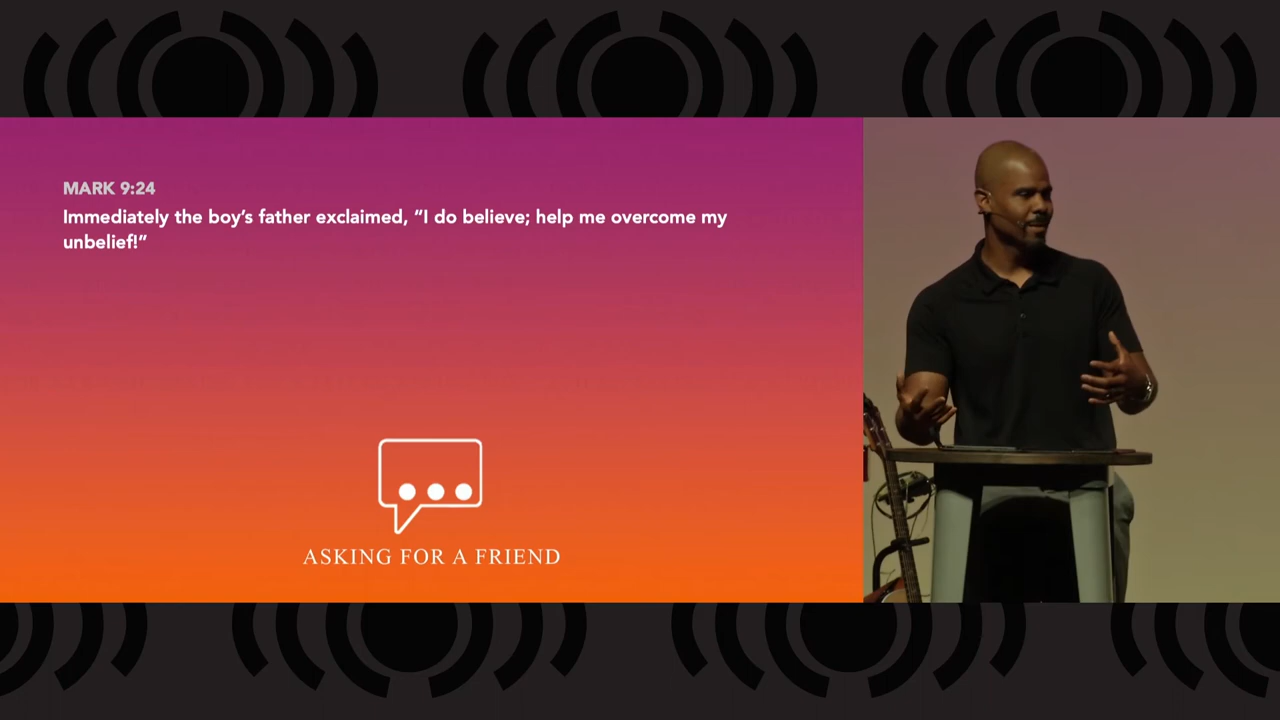 MARK 9:24
Immediately the boy’s father exclaimed, “I do believe; help me overcome my
unbelief!”
ASKING FOR A FRIEND